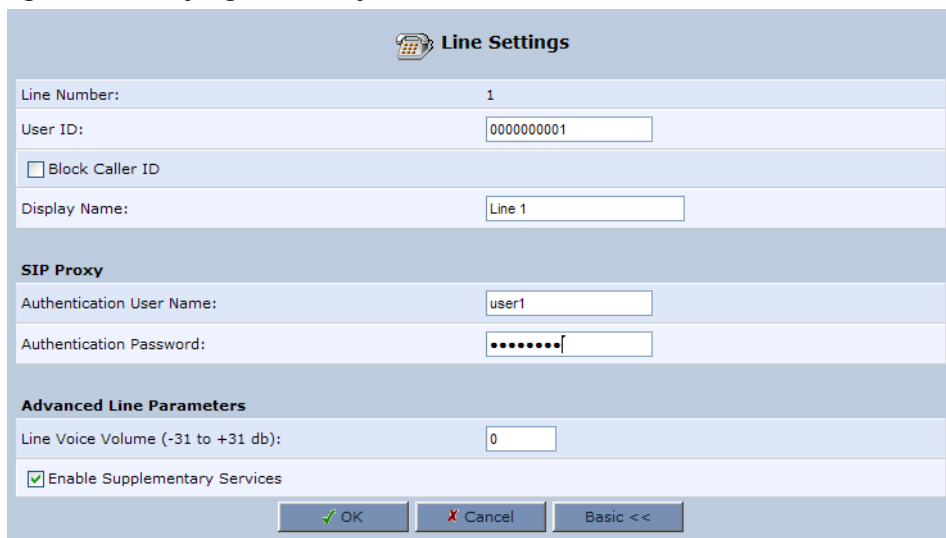 Line Settings
Line Number: 1
User ID: 0000000001
Block Caller ID
Display Name: Line 1
SIP Proxy
Authentication User Name: user1
Authentication Password: ••••••••
Advanced Line Parameters
Line Voice Volume (-31 to +31 db): 0
Enable Supplementary Services
OK Cancel Basic <<